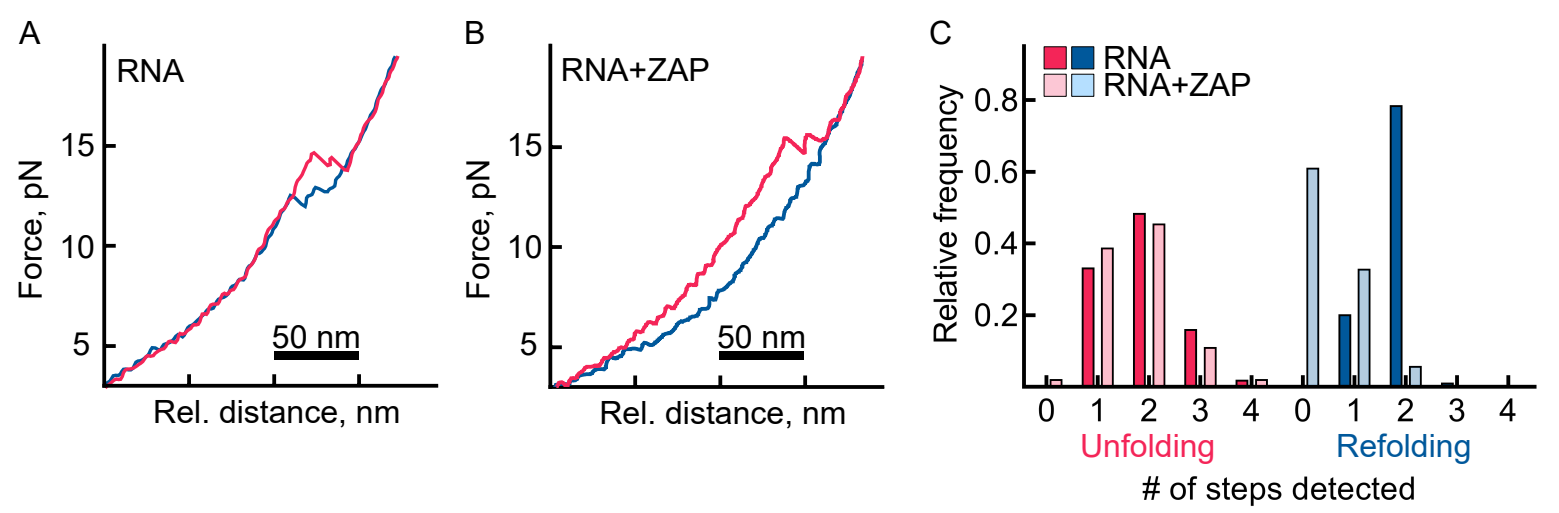 A
RNA
15
10
5
50 nm
Force, pN
Rel. distance, nm
B
RNA+ZAP
15
10
5
50 nm
Force, pN
Rel. distance, nm
C
RNA
RNA+ZAP
0.8
0.6
0.4
0.2
Relative frequency
0 1 2 3 4 0 1 2 3 4
Unfolding Refolding
# of steps detected